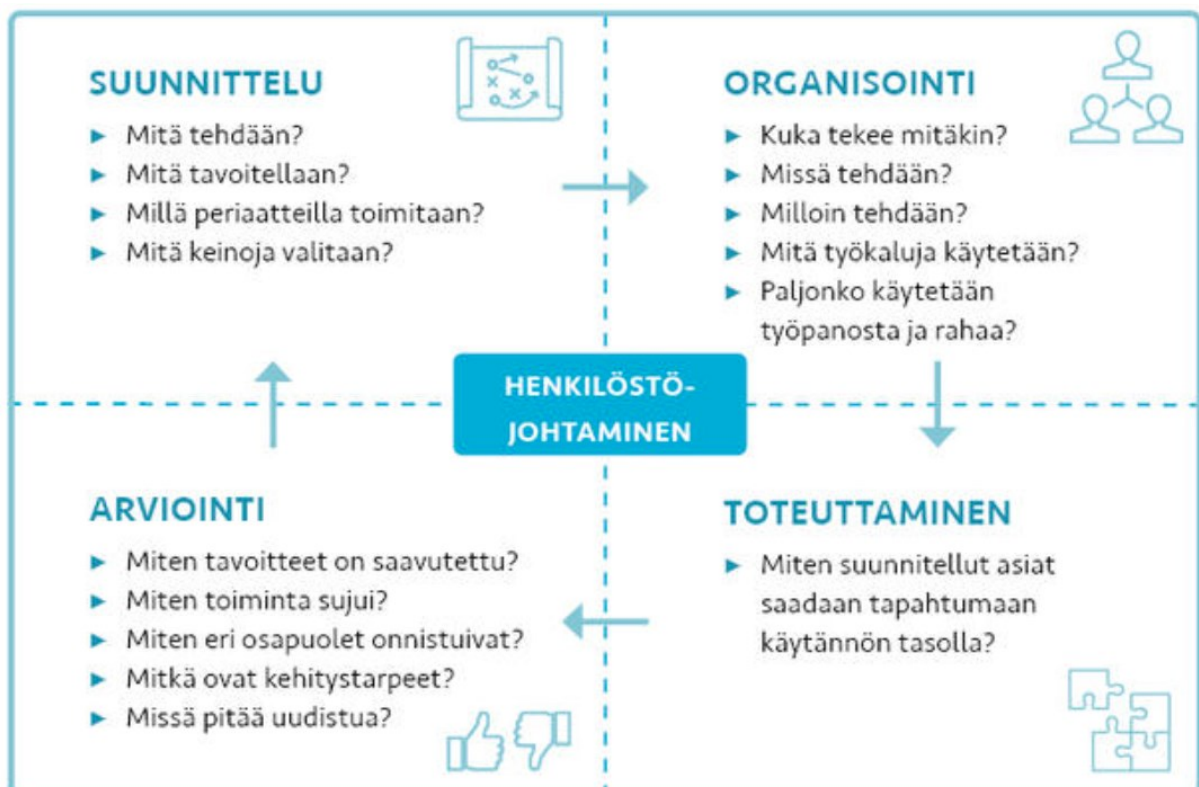 SUUNNITTELU
► Mitä tehdään?
► Mitä tavoitellaan?
► Millä periaatteilla toimitaan?
► Mitä keinoja valitaan?
ORGANISOINTI
► Kuka tekee mitäkin?
► Missä tehdään?
► Milloin tehdään?
► Mitä työkaluja käytetään?
► Paljonko käytetään
työpanosta ja rahaa?
HENKILÖSTÖ-
JOHTAMINEN
ARVIOINTI
► Miten tavoitteet on saavutettu?
► Miten toiminta sujui?
► Miten eri osapuolet onnistuivat?
► Mitkä ovat kehitystarpeet?
► Missä pitää uudistua?
TOTEUTTAMINEN
► Miten suunnitellut asiat
saadaan tapahtumaan
käytännön tasolla?